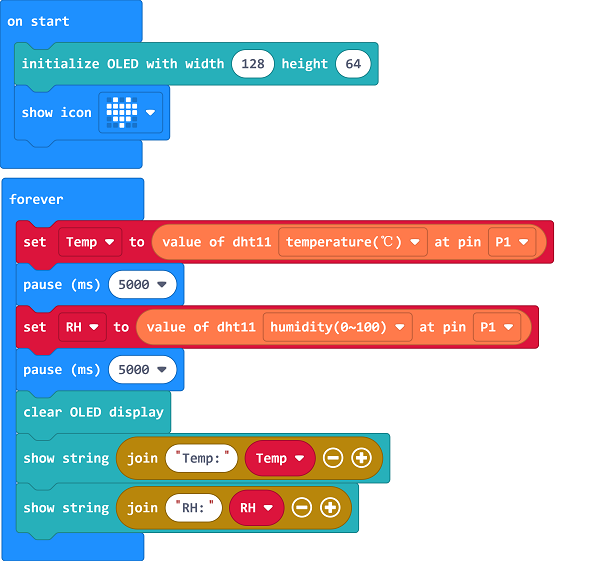 on start
initialize OLED with width 128 height 64
show icon
forever
set Temp to value of dht11 temperature(℃) at pin P1
pause (ms) 5000
set RH to value of dht11 humidity(0~100) at pin P1
pause (ms) 5000
clear OLED display
show string join "Temp:" Temp
show string join "RH:" RH